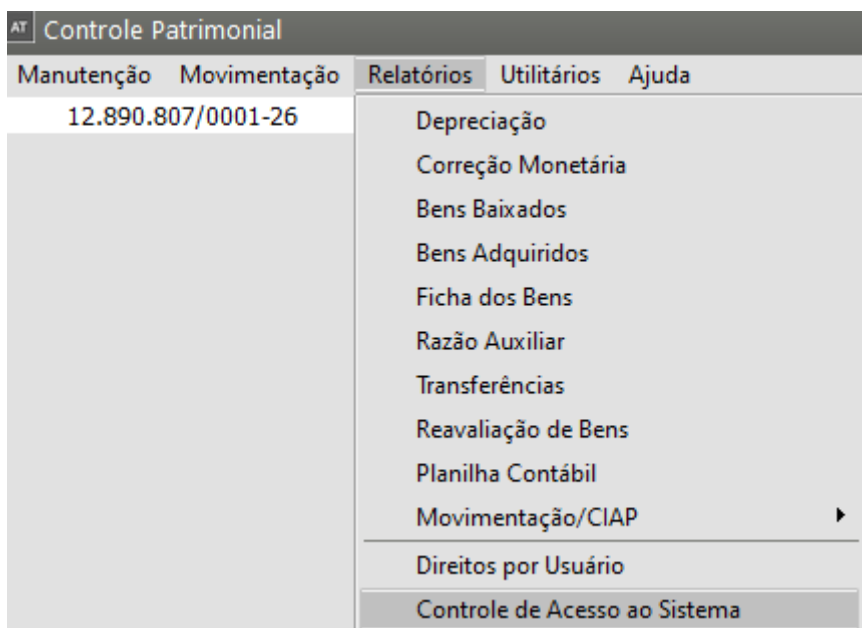 AT Controle Patrimonial
Manutenção Movimentação Relatórios Utilitários Ajuda
12.890.807/0001-26
Depreciação
Correção Monetária
Bens Baixados
Bens Adquiridos
Ficha dos Bens
Razão Auxiliar
Transferências
Reavaliação de Bens
Planilha Contábil
Movimentação/CIAP
Direitos por Usuário
Controle de Acesso ao Sistema